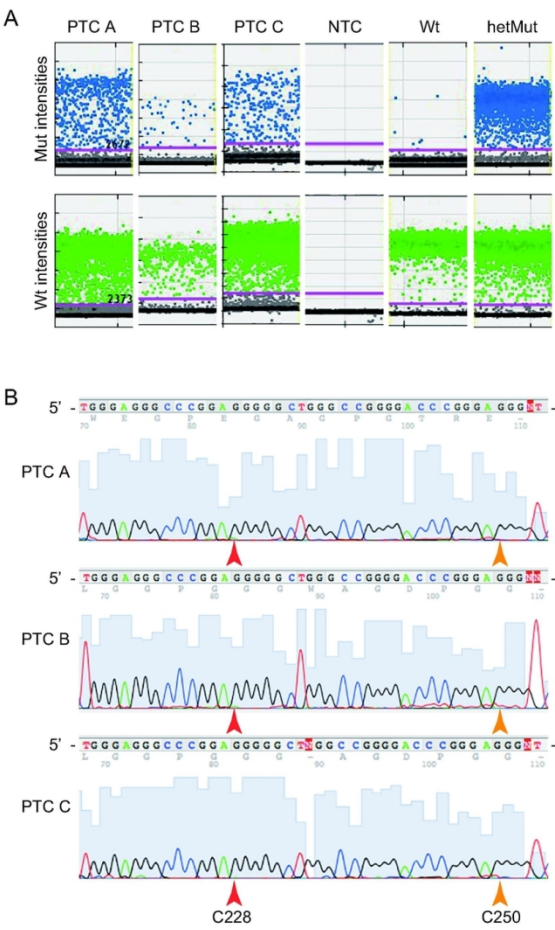 A
PTC A PTC B PTC C NTC Wt hetMut
Mut intensities
2672
Wt intensities
2373
B
5' - TGGGAGGGCCCGGAGGGGGCTGGGCCGGGGACCCGGGAGGGNT -
W E G P E A G P G T R E
70 80 90 100 110
PTC A
5' - TGGGAGGGCCCGGAGGGGGCTGGGCCGGGGACCCGGGAGGGNN -
L G G P G G W A G D P G A
70 80 90 100 110
PTC B
5' - TGGGAGGGCCCGGAGGGGGCTNGGCCGGGGACCCGGGAGGGNT -
L G G P G G A G D P G
70 80 90 100 110
PTC C
C228 C250